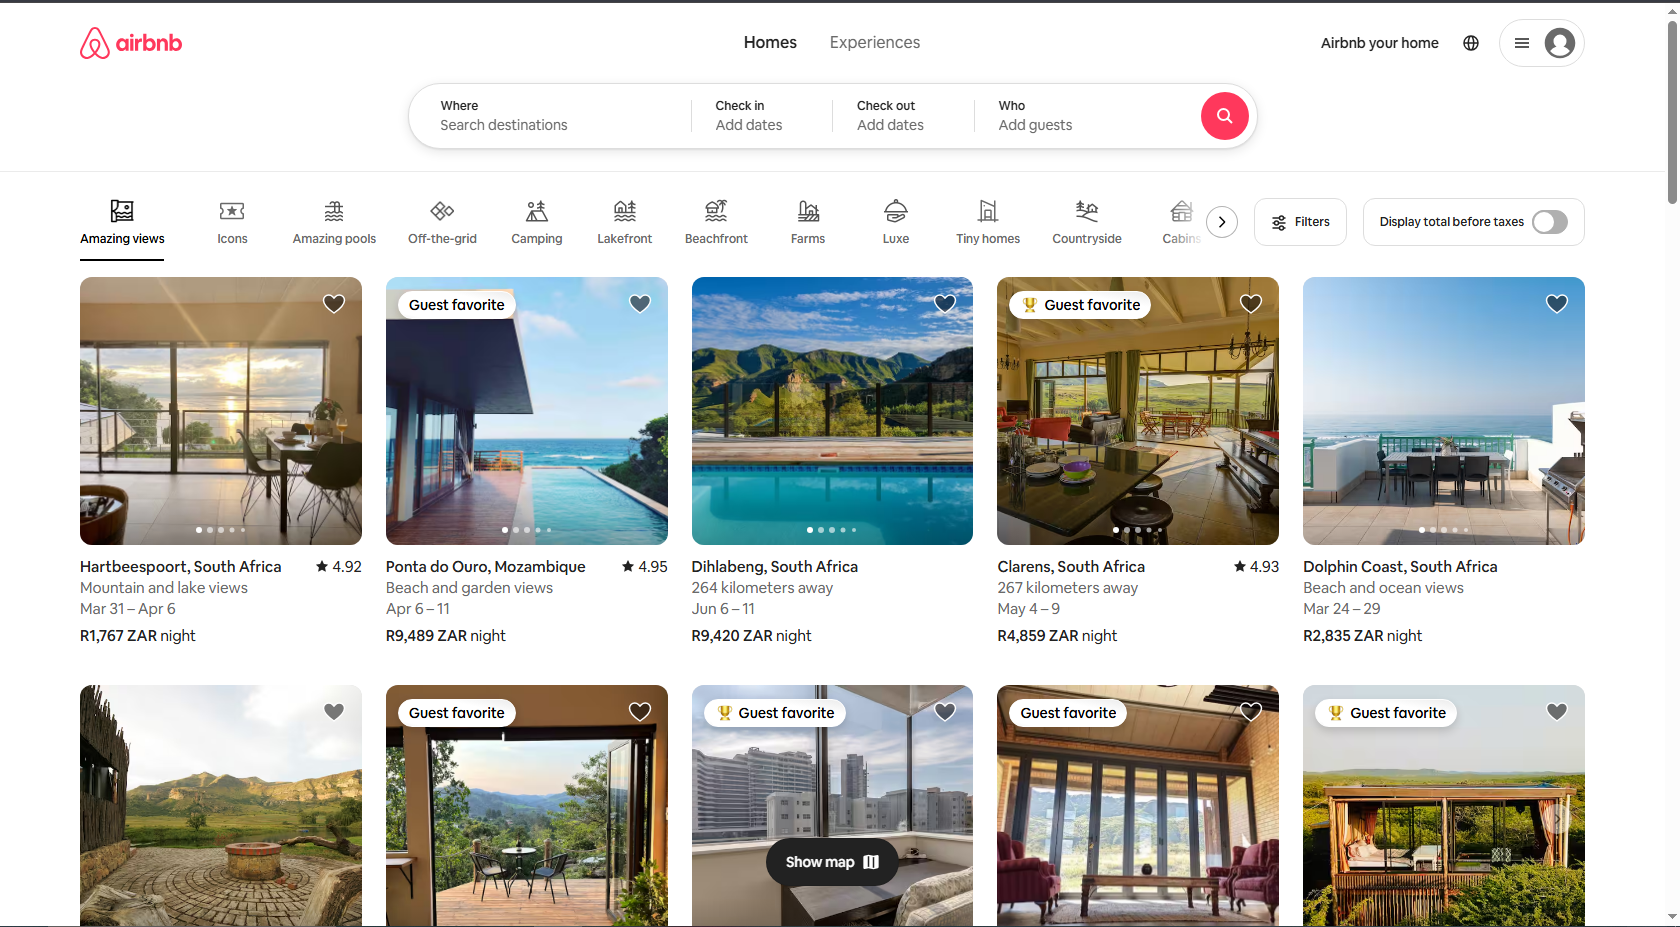 airbnb
Homes
Experiences
Airbnb your home
Where
Search destinations
Check in
Add dates
Check out
Add dates
Who
Add guests
Amazing views
Icons
Amazing pools
Off-the-grid
Camping
Lakefront
Beachfront
Farms
Luxe
Tiny homes
Countryside
Cabins
Filters
Display total before taxes
Guest favorite
Guest favorite
Hartbeespoort, South Africa
4.92
Mountain and lake views
Mar 31 – Apr 6
R1,767 ZAR night
Ponta do Ouro, Mozambique
4.95
Beach and garden views
Apr 6 – 11
R9,489 ZAR night
Dihlabeng, South Africa
264 kilometers away
Jun 6 – 11
R9,420 ZAR night
Clarens, South Africa
4.93
267 kilometers away
May 4 – 9
R4,859 ZAR night
Dolphin Coast, South Africa
Beach and ocean views
Mar 24 – 29
R2,835 ZAR night
Guest favorite
Guest favorite
Guest favorite
Guest favorite
Show map